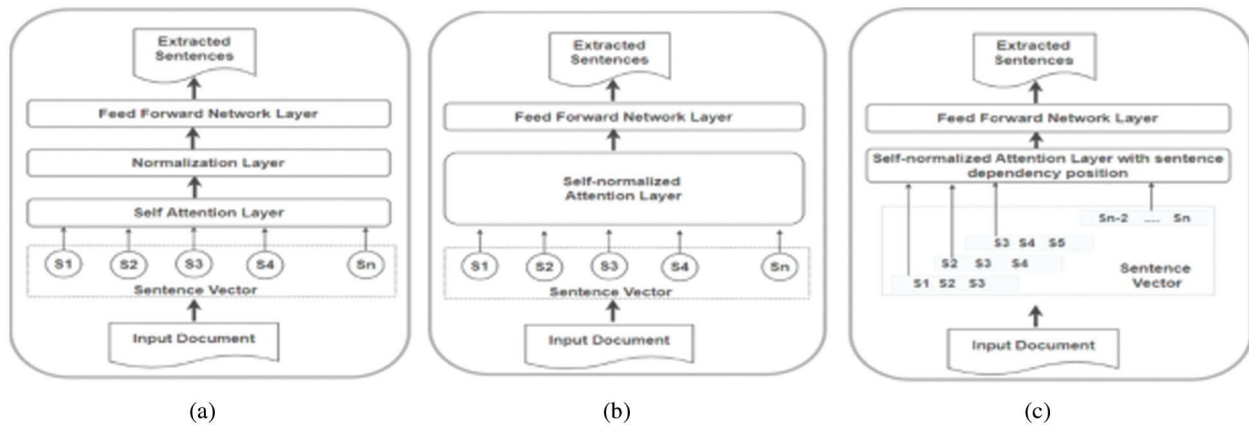 Extracted
Sentences
Feed Forward Network Layer
Normalization Layer
Self Attention Layer
S1 S2 S3 S4 Sn
Sentence Vector
Input Document
(a)
Extracted
Sentences
Feed Forward Network Layer
Self-normalized
Attention Layer
S1 S2 S3 S4 Sn
Sentence Vector
Input Document
(b)
Extracted
Sentences
Feed Forward Network Layer
Self-normalized Attention Layer with sentence
dependency position
Sn-2 .... Sn
S3 S4 S5
S2 S3 S4
S1 S2 S3
Sentence
Vector
Input Document
(c)